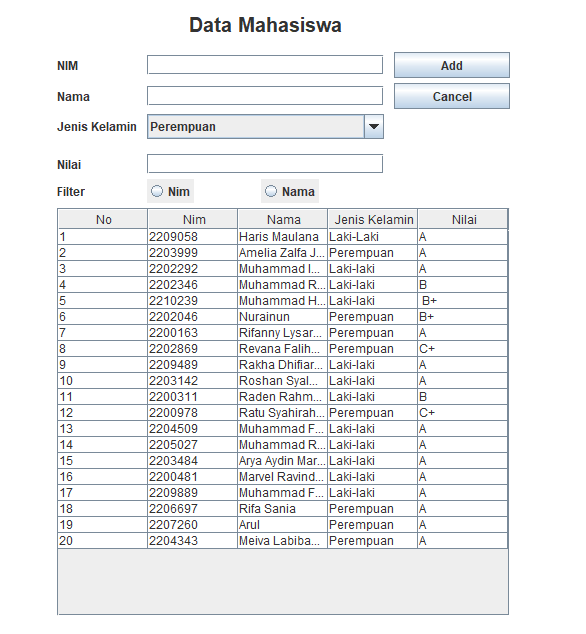 Data Mahasiswa
NIM Add
Nama Cancel
Jenis Kelamin Perempuan
Nilai
Filter Nim Nama
No Nim Nama Jenis Kelamin Nilai
1 2209058 Haris Maulana Laki-Laki A
2 2203999 Amelia Zalfa J... Perempuan A
3 2202292 Muhammad I... Laki-laki A
4 2202346 Muhammad R... Laki-laki B
5 2210239 Muhammad H... Laki-laki B+
6 2202046 Nurainun Perempuan B+
7 2200163 Rifanny Lysar... Perempuan A
8 2202869 Revana Falih... Perempuan C+
9 2209489 Rakha Dhifiar... Laki-laki A
10 2203142 Roshan Syal... Laki-laki A
11 2200311 Raden Rahm... Laki-laki B
12 2200978 Ratu Syahirah... Perempuan C+
13 2204509 Muhammad F... Laki-laki A
14 2205027 Muhammad R... Laki-laki A
15 2203484 Arya Aydin Mar... Laki-laki A
16 2200481 Marvel Ravind... Laki-laki A
17 2209889 Muhammad F... Laki-laki A
18 2206697 Rifa Sania Perempuan A
19 2207260 Arul Perempuan A
20 2204343 Meiva Labiba... Perempuan A